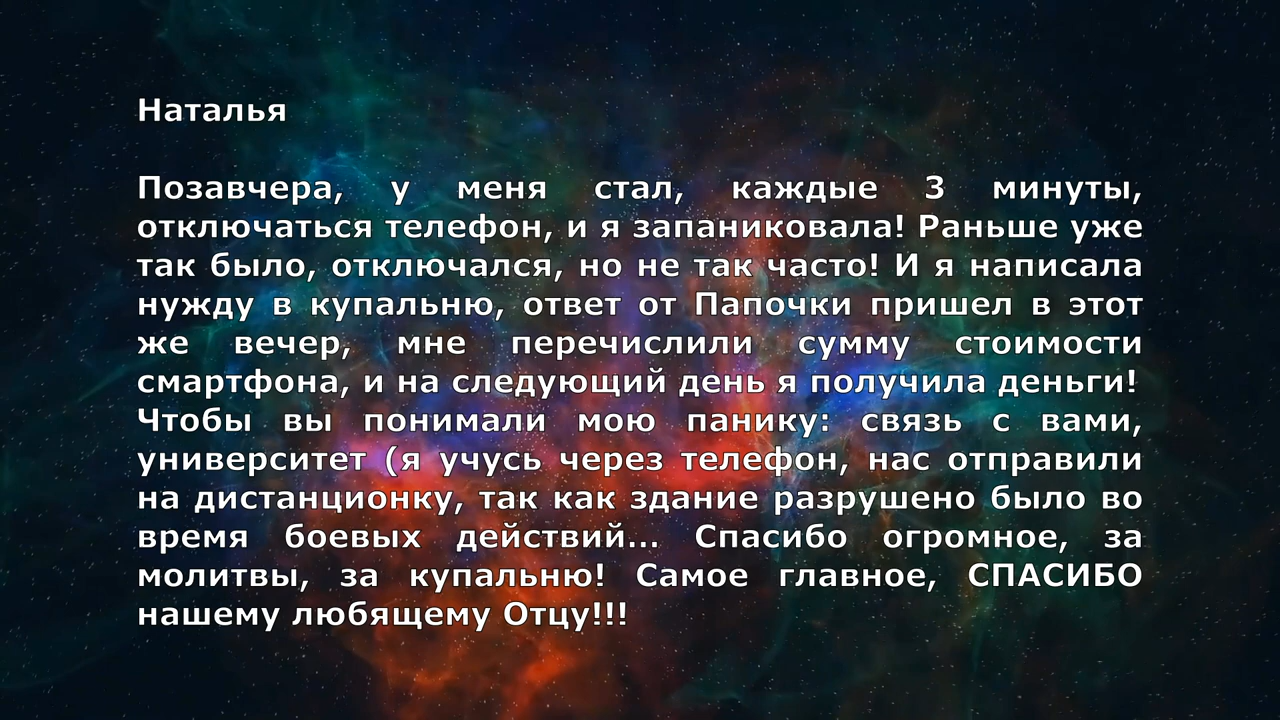 Наталья
Позавчера, у меня стал, каждые 3 минуты,
отключаться телефон, и я запаниковала! Раньше уже
так было, отключался, но не так часто! И я написала
нужду в купальню, ответ от Папочки пришел в этот
же вечер, мне перечислили сумму стоимости
смартфона, и на следующий день я получила деньги!
Чтобы вы понимали мою панику: связь с вами,
университет (я учусь через телефон, нас отправили
на дистанционку, так как здание разрушено было во
время боевых действий... Спасибо огромное, за
молитвы, за купальню! Самое главное, СПАСИБО
нашему любящему Отцу!!!